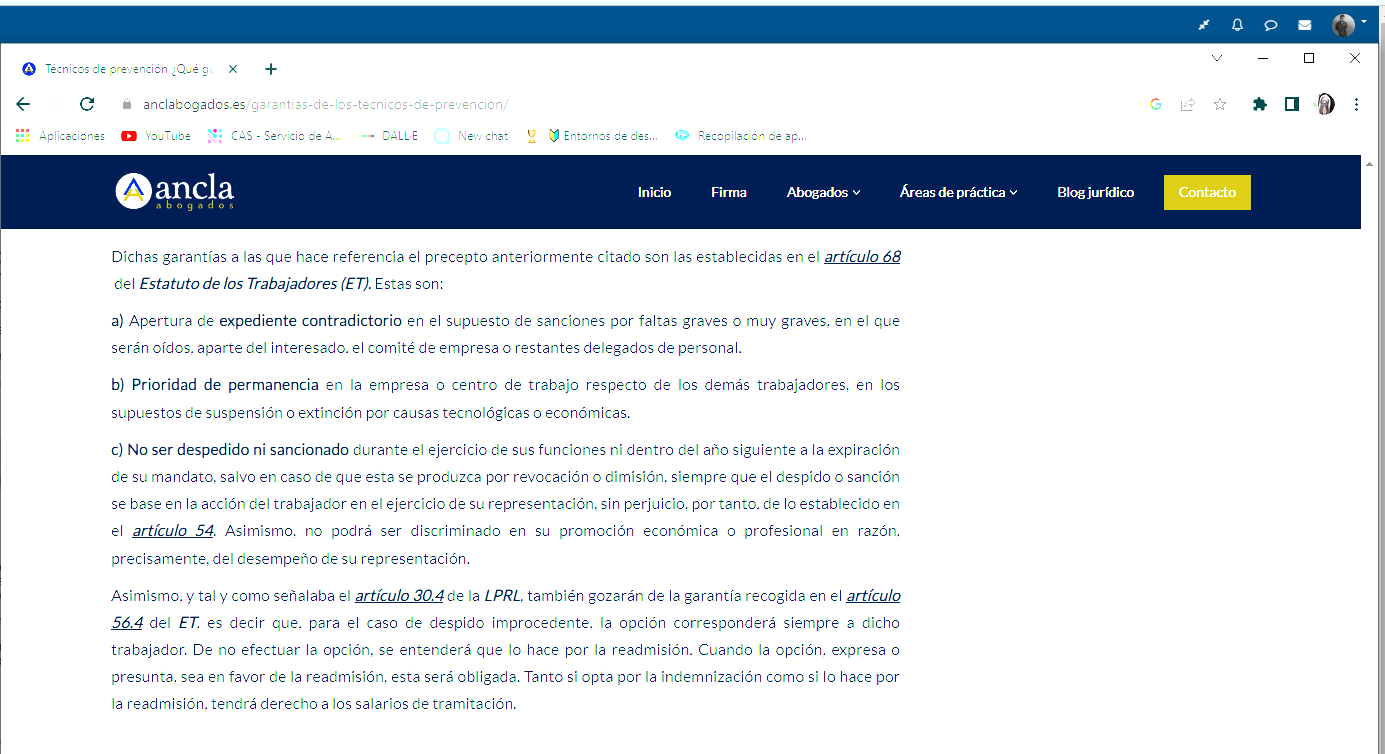 Técnicos de prevención ¿Qué ga
anclabogados.es/garantias-de-los-tecnicos-de-prevencion/
Aplicaciones YouTube CAS - Servicio de A... DALL·E New chat Entornos de des... Recopilación de ap...
ancla
abogados
Inicio Firma Abogados Áreas de práctica Blog jurídico Contacto
Dichas garantías a las que hace referencia el precepto anteriormente citado son las establecidas en el artículo 68
del Estatuto de los Trabajadores (ET). Estas son:
a) Apertura de expediente contradictorio en el supuesto de sanciones por faltas graves o muy graves, en el que
serán oídos, aparte del interesado, el comité de empresa o restantes delegados de personal.
b) Prioridad de permanencia en la empresa o centro de trabajo respecto de los demás trabajadores, en los
supuestos de suspensión o extinción por causas tecnológicas o económicas.
c) No ser despedido ni sancionado durante el ejercicio de sus funciones ni dentro del año siguiente a la expiración
de su mandato, salvo en caso de que esta se produzca por revocación o dimisión, siempre que el despido o sanción
se base en la acción del trabajador en el ejercicio de su representación, sin perjuicio, por tanto, de lo establecido en
el artículo 54. Asimismo, no podrá ser discriminado en su promoción económica o profesional en razón,
precisamente, del desempeño de su representación.
Asimismo, y tal y como señalaba el artículo 30.4 de la LPRL, también gozarán de la garantía recogida en el artículo
56.4 del ET, es decir que, para el caso de despido improcedente, la opción corresponderá siempre a dicho
trabajador. De no efectuar la opción, se entenderá que lo hace por la readmisión. Cuando la opción, expresa o
presunta, sea en favor de la readmisión, esta será obligada. Tanto si opta por la indemnización como si lo hace por
la readmisión, tendrá derecho a los salarios de tramitación.